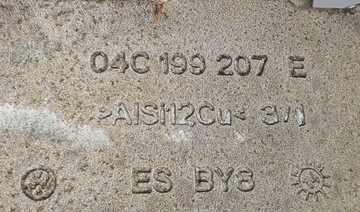 04C 199 207 E
>AlSi12Cu< 3/1
ES BY8